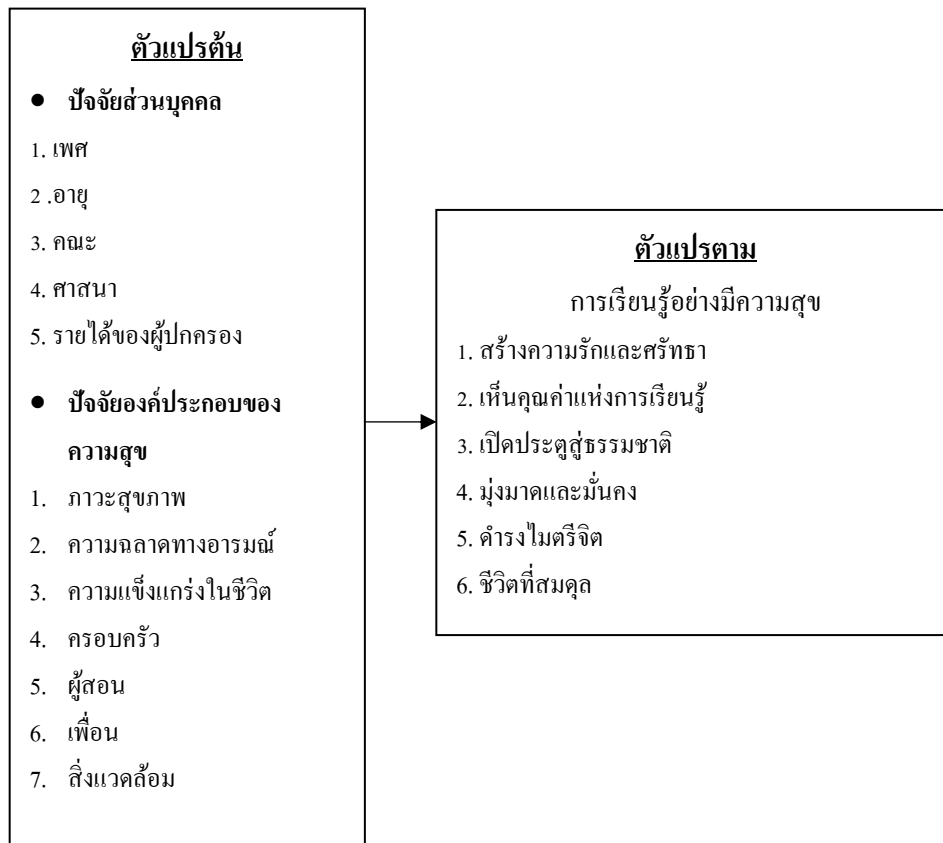 ตัวแปรต้น
● ปัจจัยส่วนบุคคล
1. เพศ
2 .อายุ
3. คณะ
4. ศาสนา
5. รายได้ของผู้ปกครอง
● ปัจจัยองค์ประกอบของ
ความสุข
1. ภาวะสุขภาพ
2. ความฉลาดทางอารมณ์
3. ความแข็งแกร่งในชีวิต
4. ครอบครัว
5. ผู้สอน
6. เพื่อน
7. สิ่งแวดล้อม
ตัวแปรตาม
การเรียนรู้อย่างมีความสุข
1. สร้างความรักและศรัทธา
2. เห็นคุณค่าแห่งการเรียนรู้
3. เปิดประตูสู่ธรรมชาติ
4. มุ่งมาดและมั่นคง
5. ดำรงไมตรีจิต
6. ชีวิตที่สมดุล